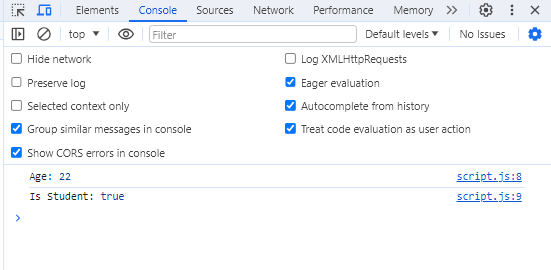 Elements Console Sources Network Performance Memory
top Filter Default levels No Issues
Hide network Log XMLHttpRequests
Preserve log Eager evaluation
Selected context only Autocomplete from history
Group similar messages in console Treat code evaluation as user action
Show CORS errors in console
Age: 22 script.js:8
Is Student: true script.js:9